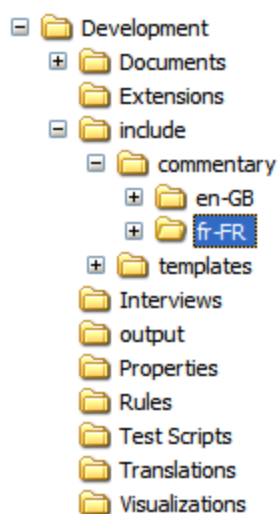 Development
Documents
Extensions
include
commentary
en-GB
fr-FR
templates
Interviews
output
Properties
Rules
Test Scripts
Translations
Visualizations